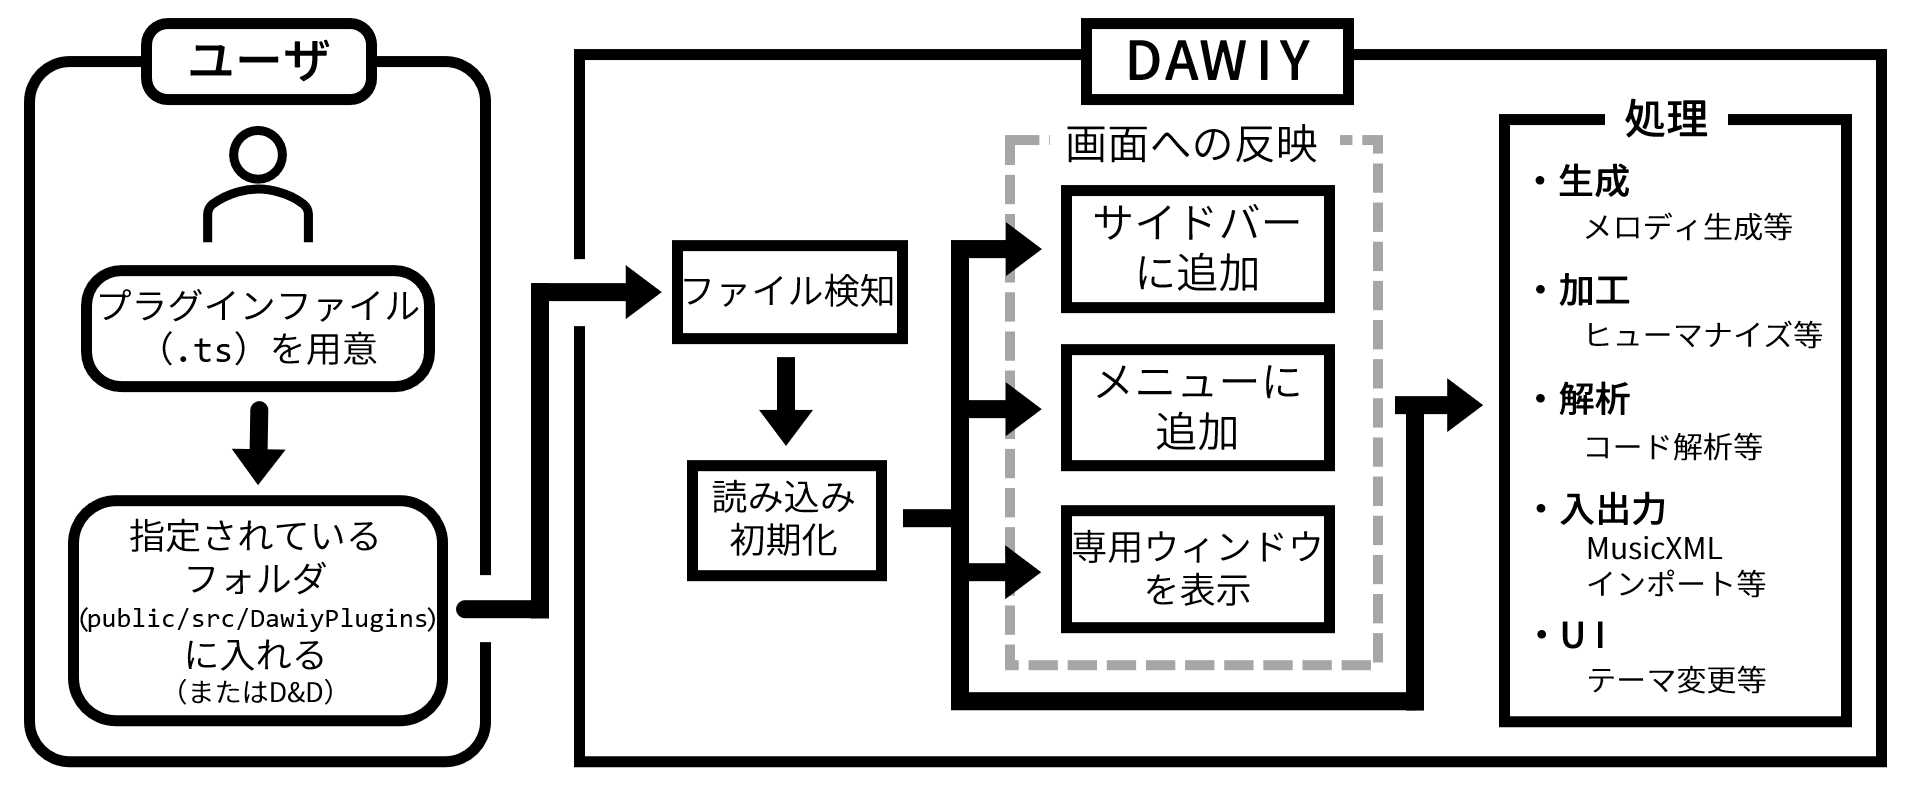 ユーザ
プラグインファイル
（.ts）を用意
指定されている
フォルダ
(public/src/DawiyPlugins)
に入れる
（またはD&D）
DAWIY
ファイル検知
読み込み
初期化
画面への反映
サイドバー
に追加
メニューに
追加
専用ウィンドウ
を表示
処理
・生成
メロディ生成等
・加工
ヒューマナイズ等
・解析
コード解析等
・入出力
MusicXML
インポート等
・UI
テーマ変更等